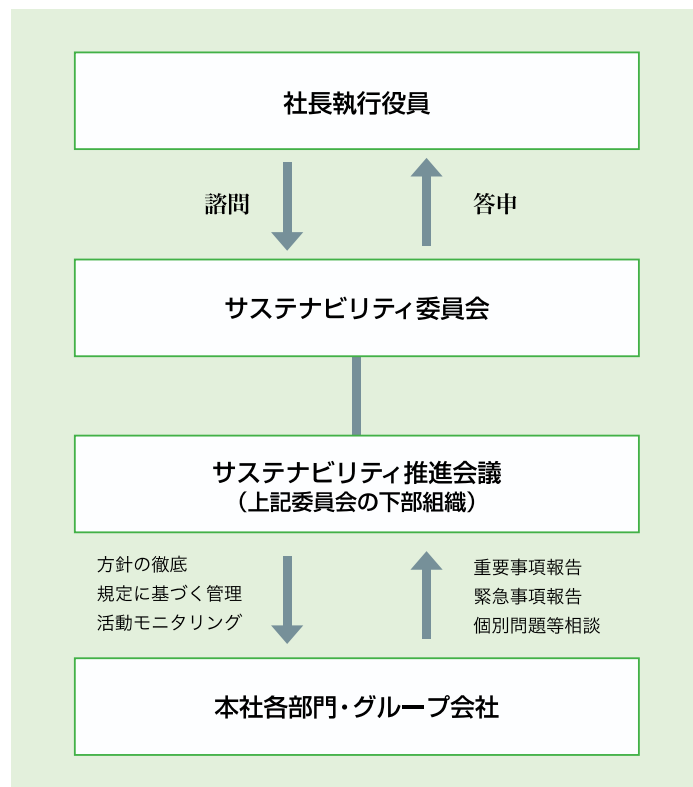 社長執行役員
諮問
答申
サステナビリティ委員会
サステナビリティ推進会議
（上記委員会の下部組織）
方針の徹底
規定に基づく管理
活動モニタリング
重要事項報告
緊急事項報告
個別問題等相談
本社各部門・グループ会社